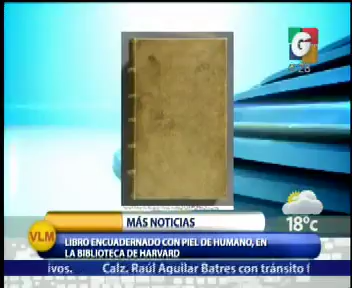 G
MÁS NOTICIAS
18°C
VLM
LIBRO ENCUADERNADO CON PIEL DE HUMANO, EN
LA BIBLIOTECA DE HARVARD
ivos. Calz. Raúl Aguilar Batres con tránsito f